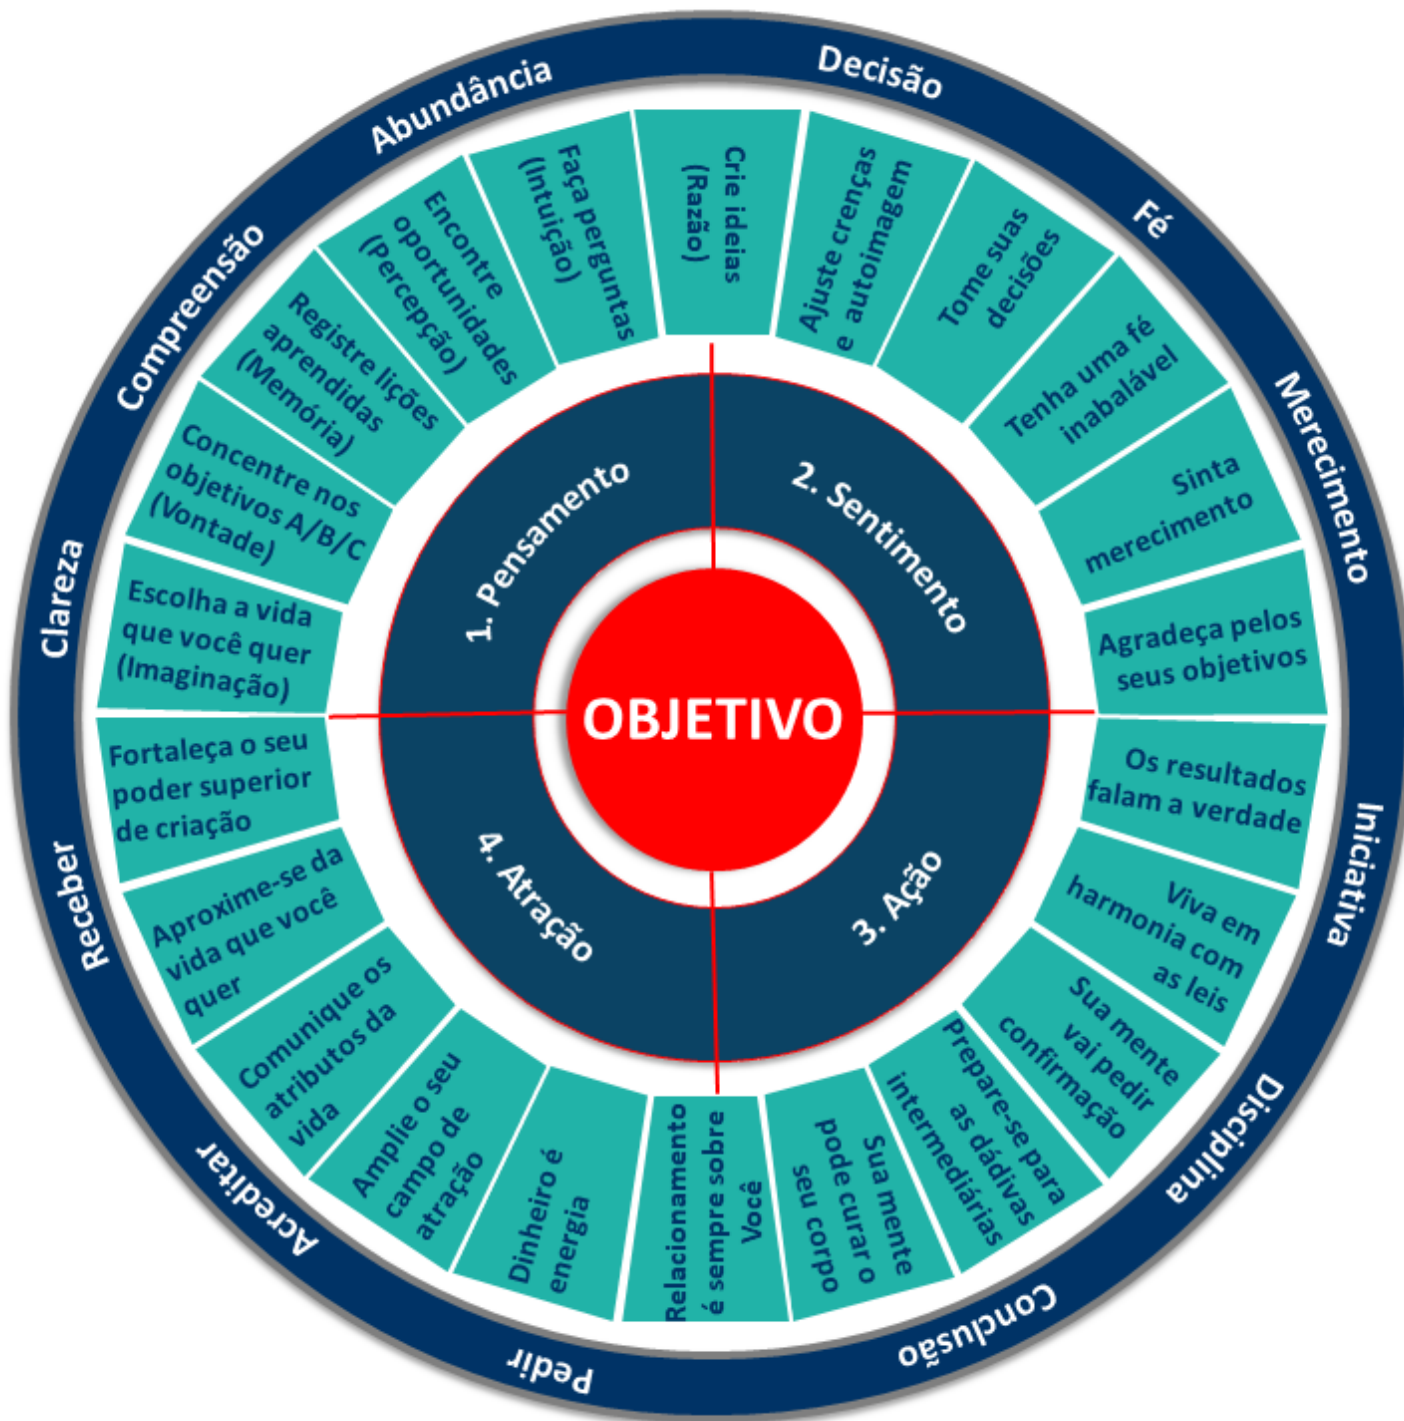 Decisão
Fé
Merecimento
Iniciativa
Disciplina
Conclusão
Pedir
Acreditar
Receber
Clareza
Compreensão
Abundância
Escolha a vida
que você quer
(Imaginação)
Concentre nos
objetivos A/B/C
(Vontade)
Registre lições
aprendidas
(Memória)
Encontre
oportunidades
(Percepção)
Faça perguntas
(Intuição)
Crie ideias
(Razão)
Ajuste crenças
e autoimagem
Tome suas
decisões
Tenha uma fé
inabalável
Sinta
merecimento
Agradeça pelos
seus objetivos
Os resultados
falam a verdade
Viva em
harmonia com
as leis
Sua mente
vai pedir
confirmação
Prepare-se para
as dádivas
intermediárias
Sua mente
pode curar o
seu corpo
Relacionamento
é sempre sobre
Você
Dinheiro é
energia
Amplie o seu
campo de
atração
Comunique os
atributos da
vida
Aproxime-se da
vida que você
quer
Fortaleça o seu
poder superior
de criação
1. Pensamento
2. Sentimento
3. Ação
4. Atração
OBJETIVO